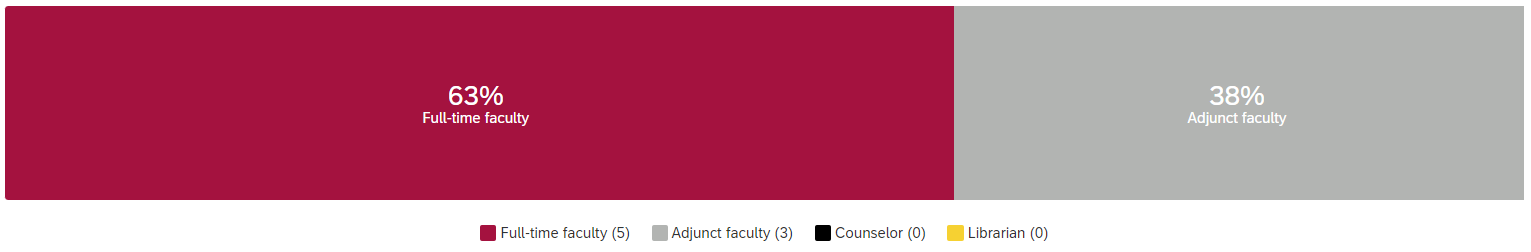 63%
Full-time faculty
38%
Adjunct faculty
Full-time faculty (5) Adjunct faculty (3) Counselor (0) Librarian (0)